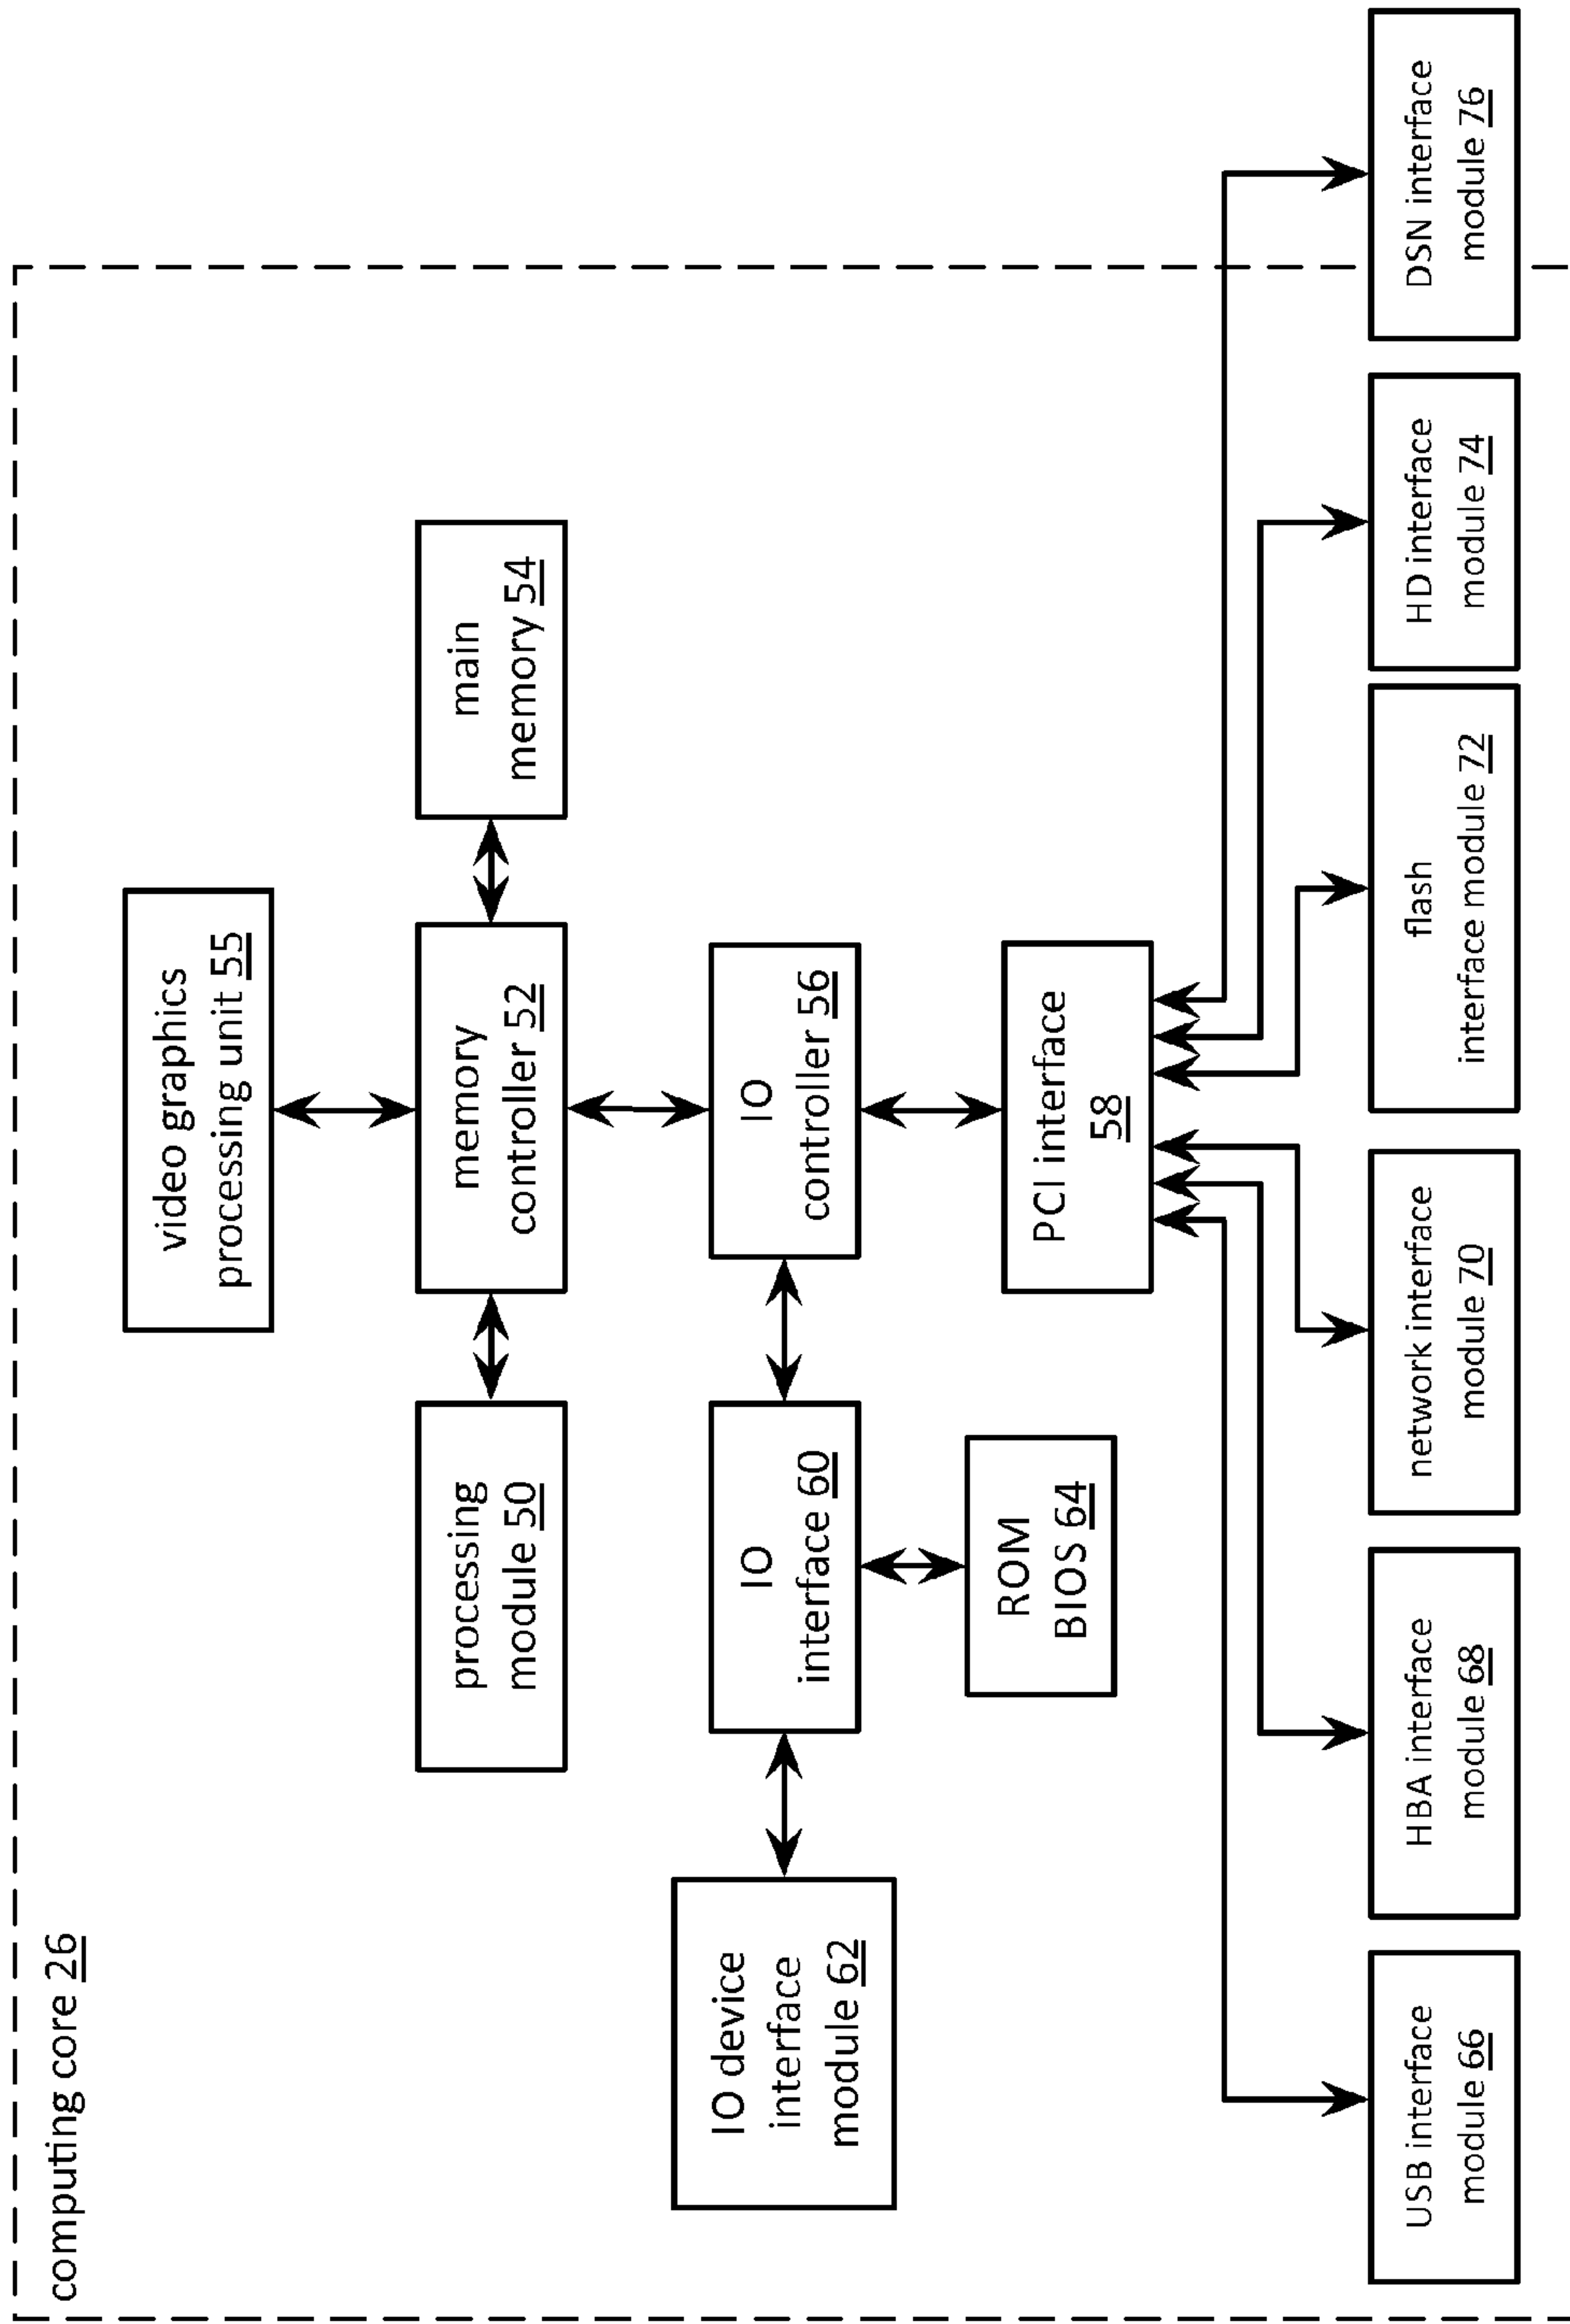 computing core 26
video graphics
processing unit 55
processing
module 50
memory
controller 52
main
memory 54
IO device
interface
module 62
IO
interface 60
IO
controller 56
ROM
BIOS 64
PCI interface
58
USB interface
module 66
HBA interface
module 68
network interface
module 70
flash
interface module 72
HD interface
module 74
DSN interface
module 76